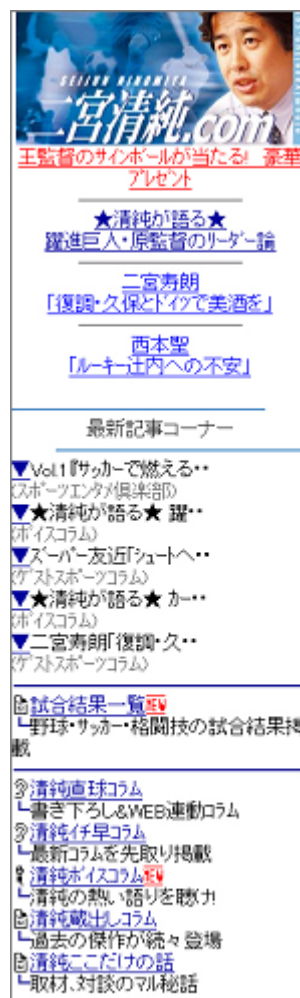 SEIJUN NINOMIYA
二宮清純.com
王監督のサインボールが当たる! 豪華
プレゼント
★清純が語る★
躍進巨人・原監督のリーダー論
二宮寿朗
「復調・久保とドイツで美酒を」
西本聖
「ルーキー辻内への不安」
最新記事コーナー
▼Vol.1『サッカーで燃える・・
(スポーツエンタメ倶楽部)
▼★清純が語る★ 躍・・
(ボイスコラム)
▼スーパー友近「シュートへ・・
(ゲストスポーツコラム)
▼★清純が語る★ カー・・
(ボイスコラム)
▼二宮寿朗「復調・久・・
(ゲストスポーツコラム)
試合結果一覧NEW
┗野球・サッカー・格闘技の試合結果掲
載
清純直球コラム
┗書き下ろし&WEB連動コラム
清純イチ早コラム
┗最新コラムを先取り掲載
清純ボイスコラムNEW
┗清純の熱い語りを聴け!
清純蔵出しコラム
┗過去の傑作が続々登場
清純ここだけの話
┗取材、対談のマル秘話